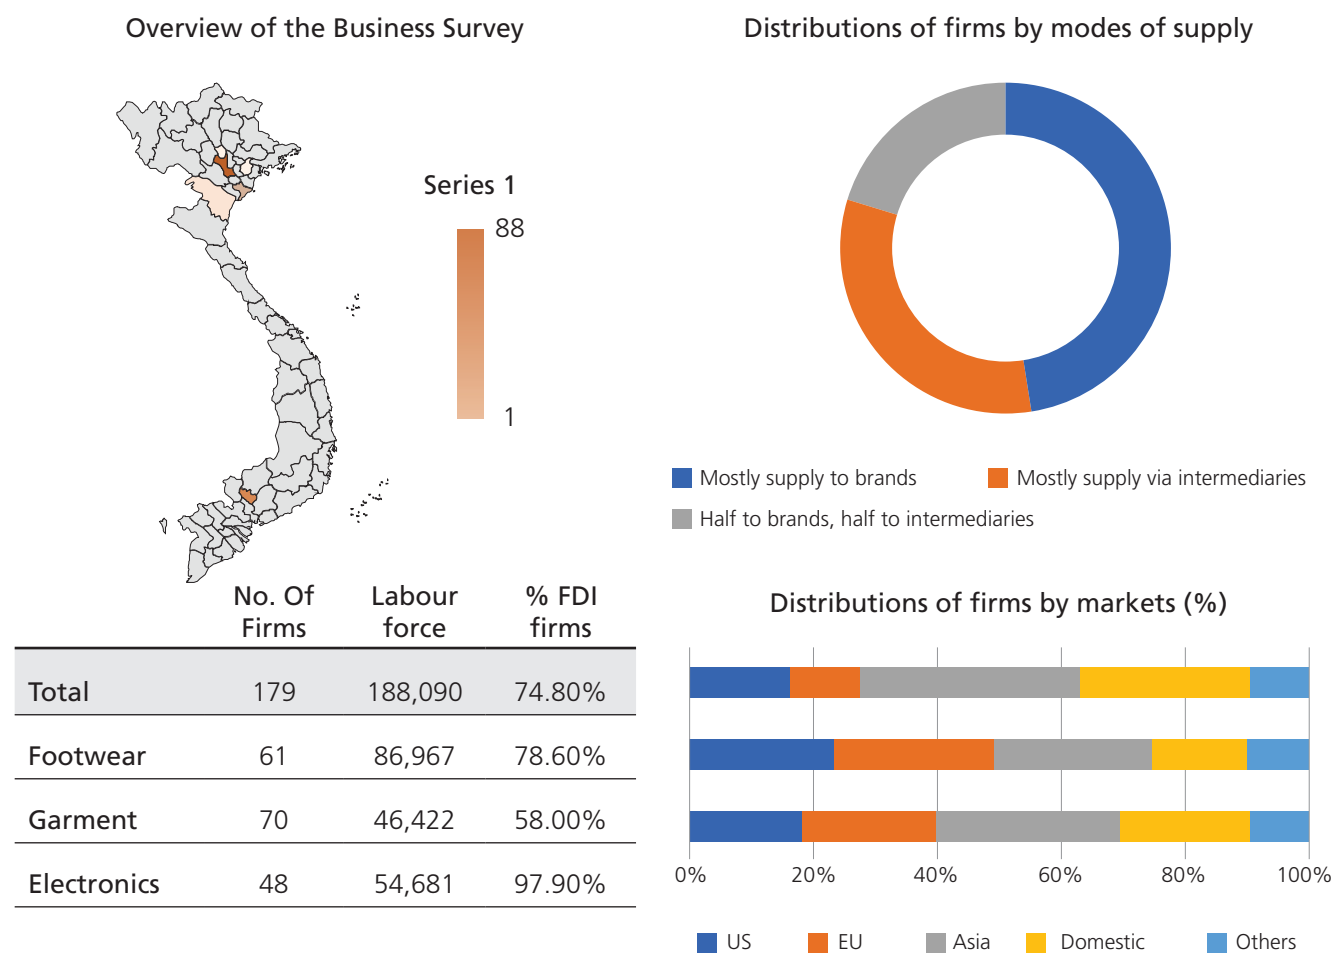 Overview of the Business Survey
Series 1
88
1
No. Of Firms Labour force % FDI firms
Total 179 188,090 74.80%
Footwear 61 86,967 78.60%
Garment 70 46,422 58.00%
Electronics 48 54,681 97.90%
Distributions of firms by modes of supply
Mostly supply to brands Mostly supply via intermediaries
Half to brands, half to intermediaries
Distributions of firms by markets (%)
0% 20% 40% 60% 80% 100%
US EU Asia Domestic Others